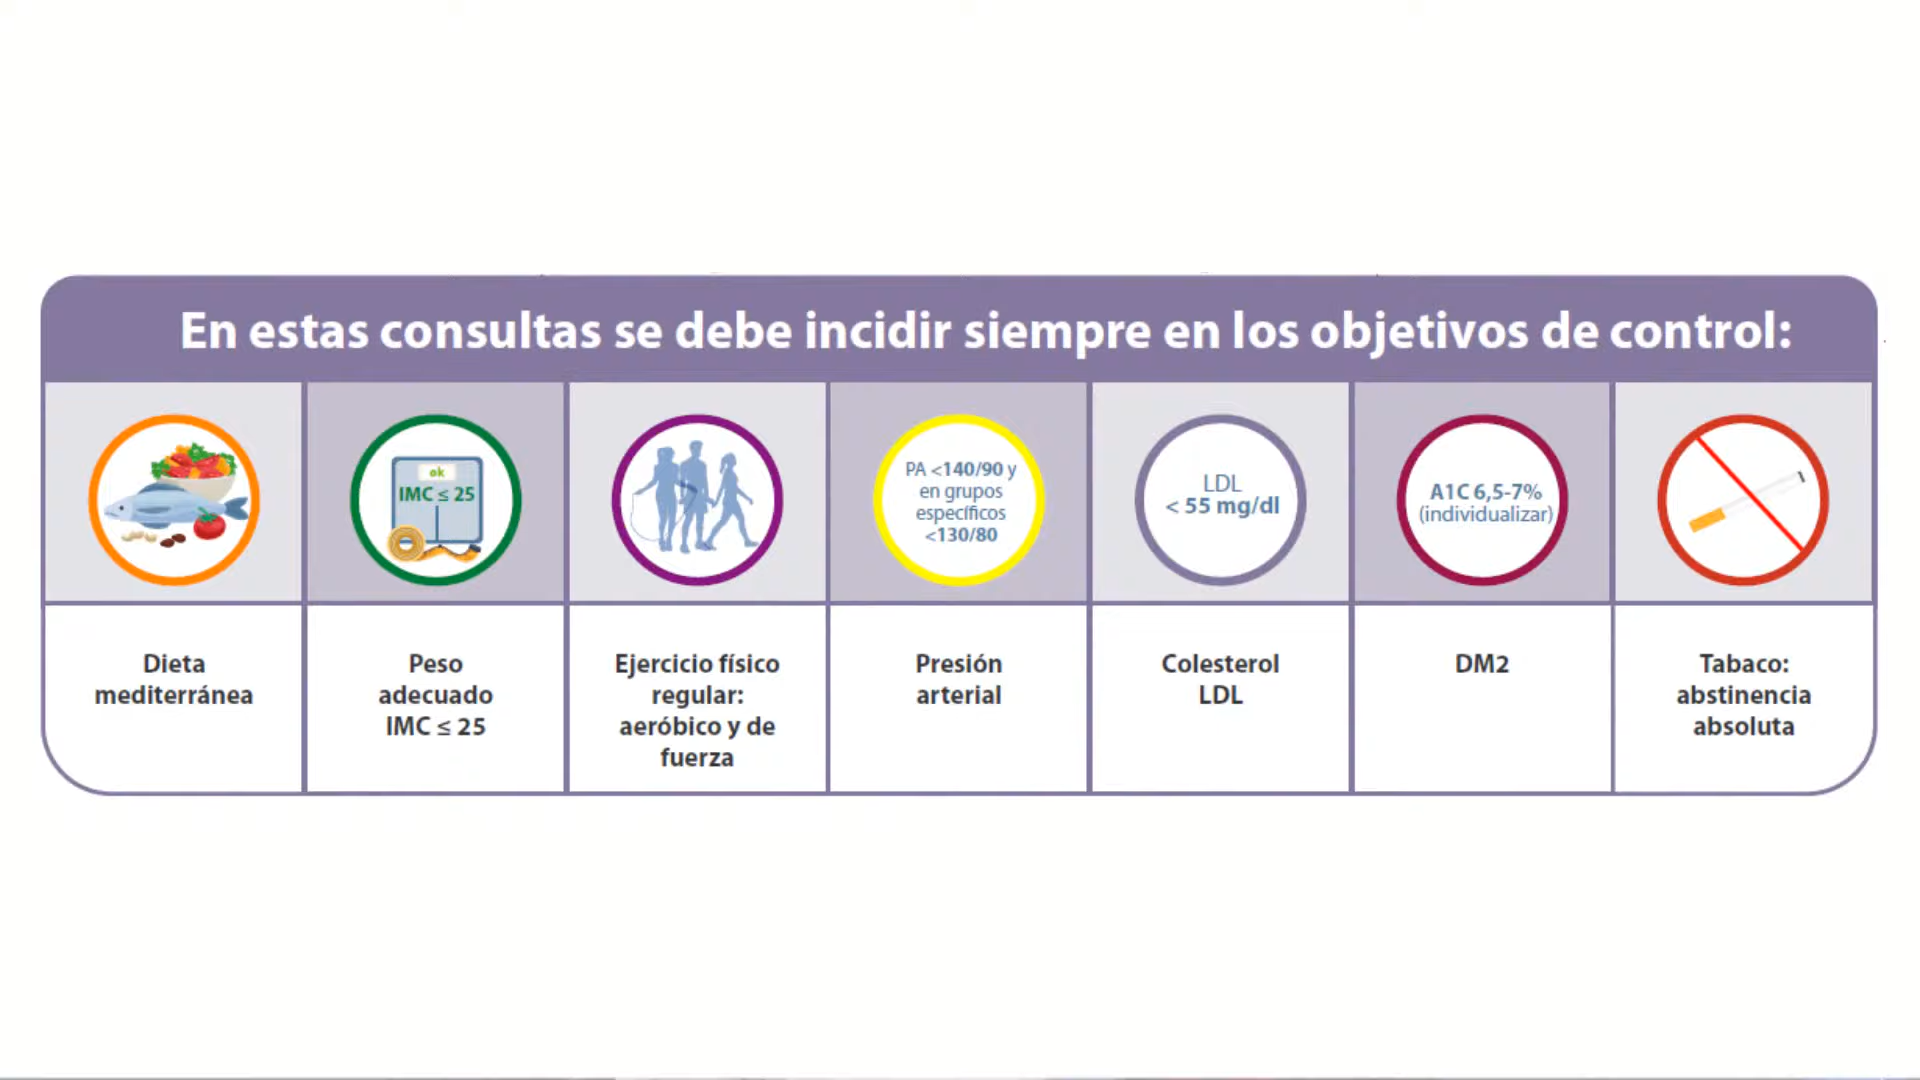 En estas consultas se debe incidir siempre en los objetivos de control:
ok
IMC ≤ 25
PA <140/90 y
en grupos
específicos
<130/80
LDL
< 55 mg/dl
A1C 6,5-7%
(individualizar)
Dieta
mediterránea
Peso
adecuado
IMC ≤ 25
Ejercicio físico
regular:
aeróbico y de
fuerza
Presión
arterial
Colesterol
LDL
DM2
Tabaco:
abstinencia
absoluta